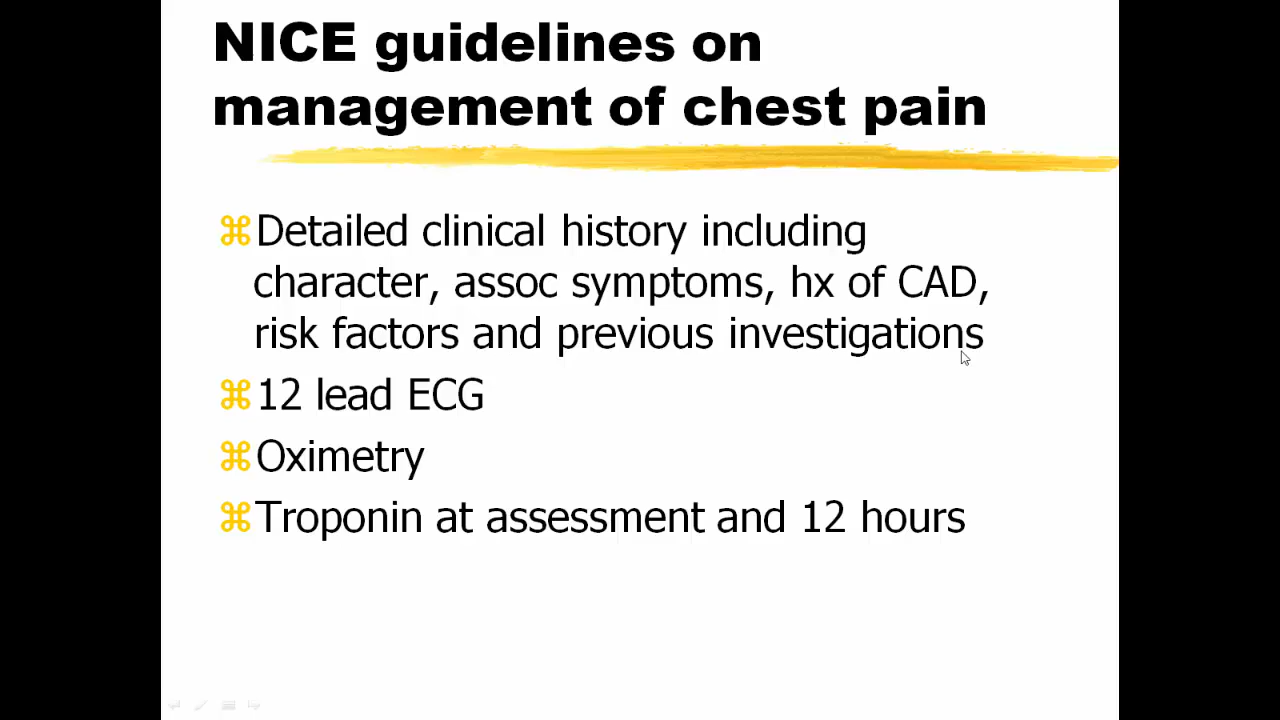 NICE guidelines on
management of chest pain
⌘Detailed clinical history including
character, assoc symptoms, hx of CAD,
risk factors and previous investigations
⌘12 lead ECG
⌘Oximetry
⌘Troponin at assessment and 12 hours